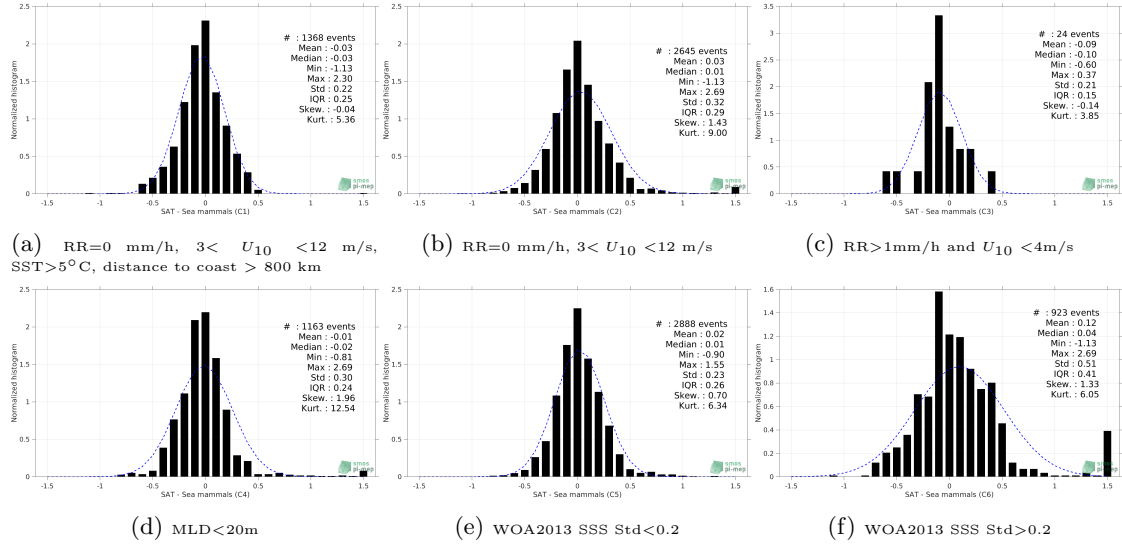 2.5
2
1.5
1
0.5
0
Normalized histogram
# : 1368 events
Mean : -0.03
Median : -0.03
Min : -1.13
Max : 2.30
Std : 0.22
IQR : 0.25
Skew. : -0.04
Kurt. : 5.36
smos
pi-mep
-1.5 -1 -0.5 0 0.5 1 1.5
SAT - Sea mammals (C1)
(a) RR=0 mm/h, 3< U10 <12 m/s,
SST>5°C, distance to coast > 800 km
2.5
2
1.5
1
0.5
0
Normalized histogram
# : 2645 events
Mean : 0.03
Median : 0.01
Min : -1.13
Max : 2.69
Std : 0.32
IQR : 0.29
Skew. : 1.43
Kurt. : 9.00
smos
pi-mep
-1.5 -1 -0.5 0 0.5 1 1.5
SAT - Sea mammals (C2)
(b) RR=0 mm/h, 3< U10 <12 m/s
3.5
3
2.5
2
1.5
1
0.5
0
Normalized histogram
# : 24 events
Mean : -0.09
Median : -0.10
Min : -0.60
Max : 0.37
Std : 0.21
IQR : 0.15
Skew. : -0.14
Kurt. : 3.85
smos
pi-mep
-1.5 -1 -0.5 0 0.5 1 1.5
SAT - Sea mammals (C3)
(c) RR>1mm/h and U10 <4m/s
2.5
2
1.5
1
0.5
0
Normalized histogram
# : 1163 events
Mean : -0.01
Median : -0.02
Min : -0.81
Max : 2.69
Std : 0.30
IQR : 0.24
Skew. : 1.96
Kurt. : 12.54
smos
pi-mep
-1.5 -1 -0.5 0 0.5 1 1.5
SAT - Sea mammals (C4)
(d) MLD<20m
2.5
2
1.5
1
0.5
0
Normalized histogram
# : 2888 events
Mean : 0.02
Median : 0.01
Min : -0.90
Max : 1.55
Std : 0.23
IQR : 0.26
Skew. : 0.70
Kurt. : 6.34
smos
pi-mep
-1.5 -1 -0.5 0 0.5 1 1.5
SAT - Sea mammals (C5)
(e) WOA2013 SSS Std<0.2
1.6
1.4
1.2
1
0.8
0.6
0.4
0.2
0
Normalized histogram
# : 923 events
Mean : 0.12
Median : 0.04
Min : -1.13
Max : 2.69
Std : 0.51
IQR : 0.41
Skew. : 1.33
Kurt. : 6.05
smos
pi-mep
-1.5 -1 -0.5 0 0.5 1 1.5
SAT - Sea mammals (C6)
(f) WOA2013 SSS Std>0.2